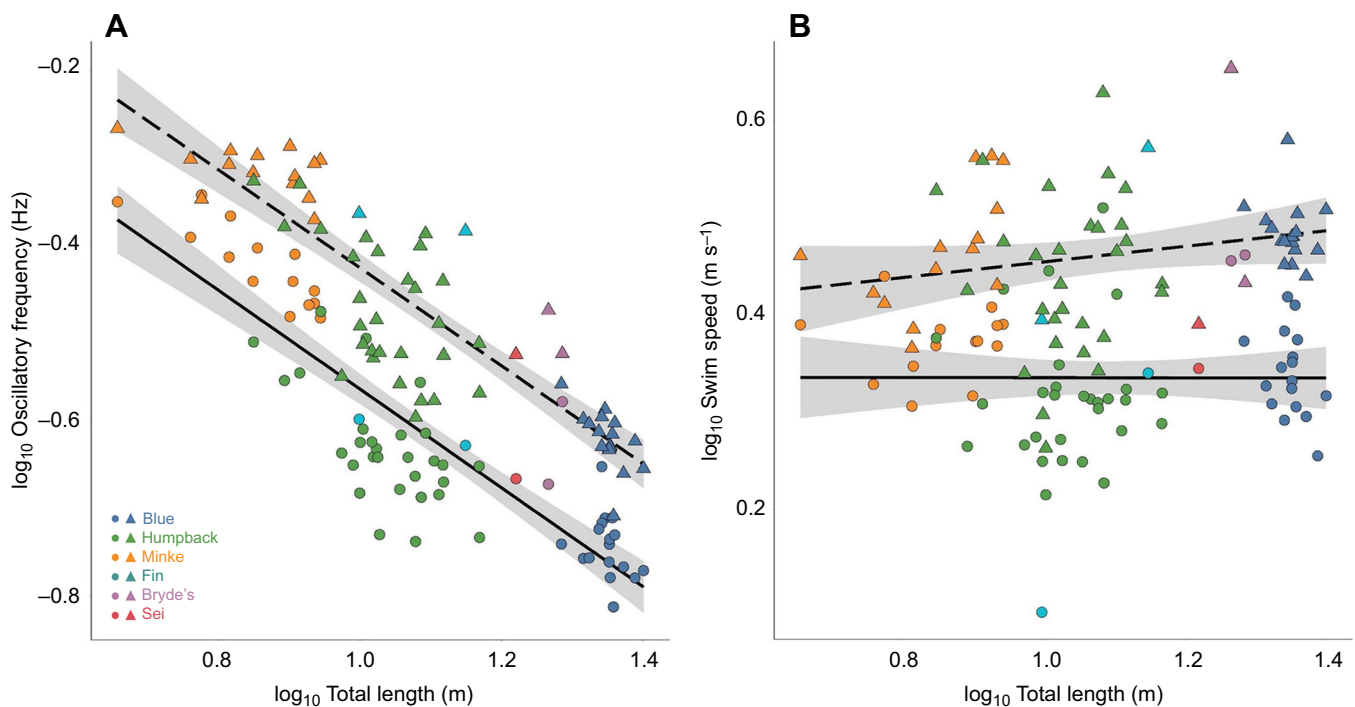 A
–0.2
–0.4
–0.6
–0.8
log10 Oscillatory frequency (Hz)
Blue
Humpback
Minke
Fin
Bryde's
Sei
0.8 1.0 1.2 1.4
log10 Total length (m)
B
0.6
0.4
0.2
log10 Swim speed (m s–1)
0.8 1.0 1.2 1.4
log10 Total length (m)